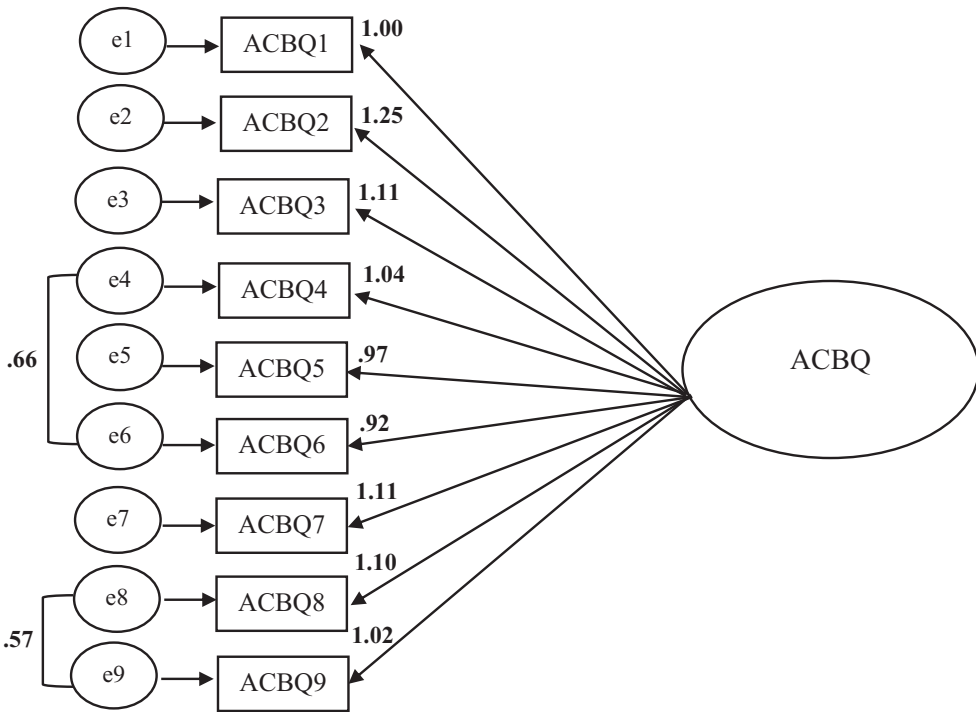 e1
ACBQ1
1.00
e2
ACBQ2
1.25
e3
ACBQ3
1.11
e4
ACBQ4
1.04
.66
e5
ACBQ5
.97
ACBQ
e6
ACBQ6
.92
e7
ACBQ7
1.11
e8
ACBQ8
1.10
.57
e9
ACBQ9
1.02